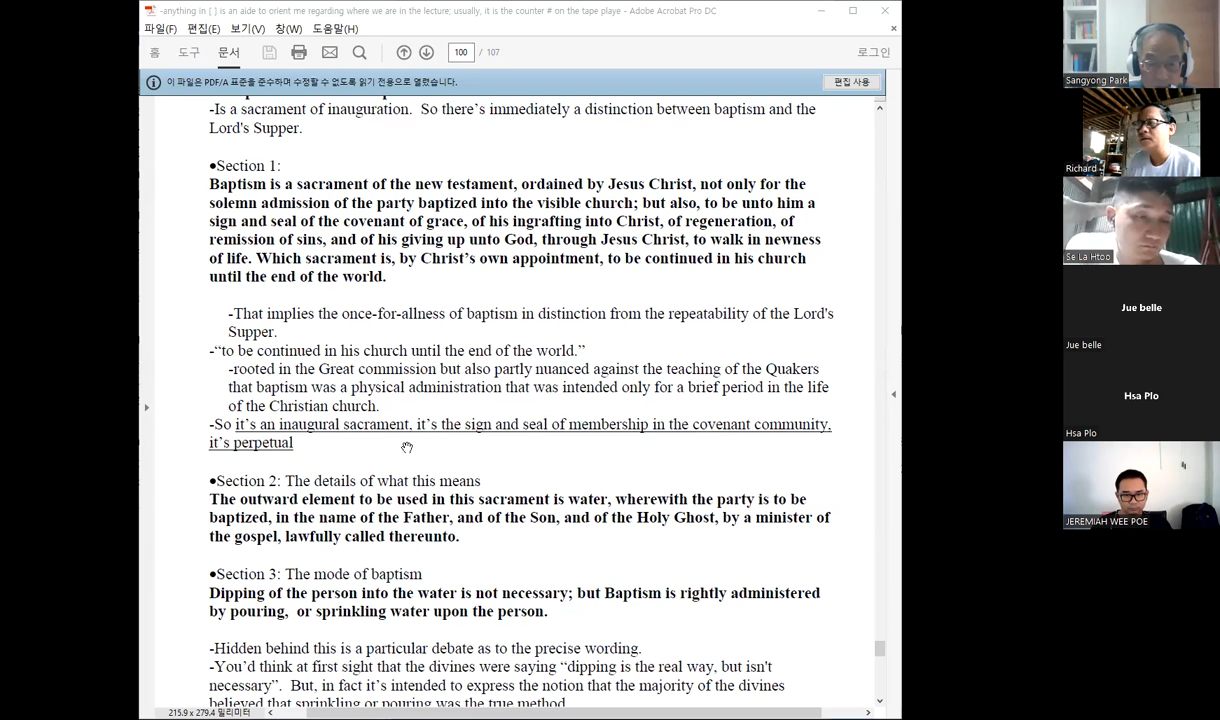 -anything in { } is an aide to orient me regarding where we are in the lecture; usually, it is the counter # on the tape playe - Adobe Acrobat Pro DC
파일(F) 편집(E) 보기(V) 창(W) 도움말(H)
홈 도구 문서 100 / 107 로그인
이 파일은 PDF/A 표준을 준수하며 수정할 수 없도록 읽기 전용으로 열렸습니다. 편집 사용
-Is a sacrament of inauguration. So there's immediately a distinction between baptism and the
Lord's Supper.
•Section 1:
Baptism is a sacrament of the new testament, ordained by Jesus Christ, not only for the
solemn admission of the party baptized into the visible church; but also, to be unto him a
sign and seal of the covenant of grace, of his ingrafting into Christ, of regeneration, of
remission of sins, and of his giving up unto God, through Jesus Christ, to walk in newness
of life. Which sacrament is, by Christ's own appointment, to be continued in his church
until the end of the world.
-That implies the once-for-allness of baptism in distinction from the repeatability of the Lord's
Supper.
-“to be continued in his church until the end of the world.”
-rooted in the Great commission but also partly nuanced against the teaching of the Quakers
that baptism was a physical administration that was intended only for a brief period in the life
of the Christian church.
-So it's an inaugural sacrament, it's the sign and seal of membership in the covenant community,
it's perpetual
•Section 2: The details of what this means
The outward element to be used in this sacrament is water, wherewith the party is to be
baptized, in the name of the Father, and of the Son, and of the Holy Ghost, by a minister of
the gospel, lawfully called thereunto.
•Section 3: The mode of baptism
Dipping of the person into the water is not necessary; but Baptism is rightly administered
by pouring, or sprinkling water upon the person.
-Hidden behind this is a particular debate as to the precise wording.
-You'd think at first sight that the divines were saying “dipping is the real way, but isn't
necessary”. But, in fact it's intended to express the notion that the majority of the divines
believed that sprinkling or pouring was the true method.
215.9 x 279.4 밀리미터
Sangyong Park
Richard
Se La Htoo
Jue belle
Jue belle
Hsa Plo
Hsa Plo
JEREMIAH WEE POE